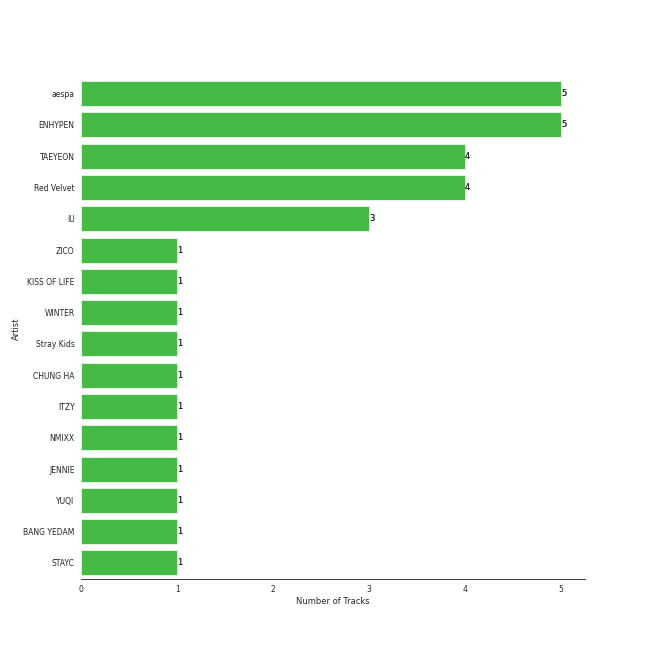 aespa 5
ENHYPEN 5
TAEYEON 4
Red Velvet 4
IU 3
ZICO 1
KISS OF LIFE 1
WINTER 1
Stray Kids 1
CHUNG HA 1
ITZY 1
NMIXX 1
JENNIE 1
YUQI 1
BANG YEDAM 1
STAYC 1
Artist
0 1 2 3 4 5
Number of Tracks